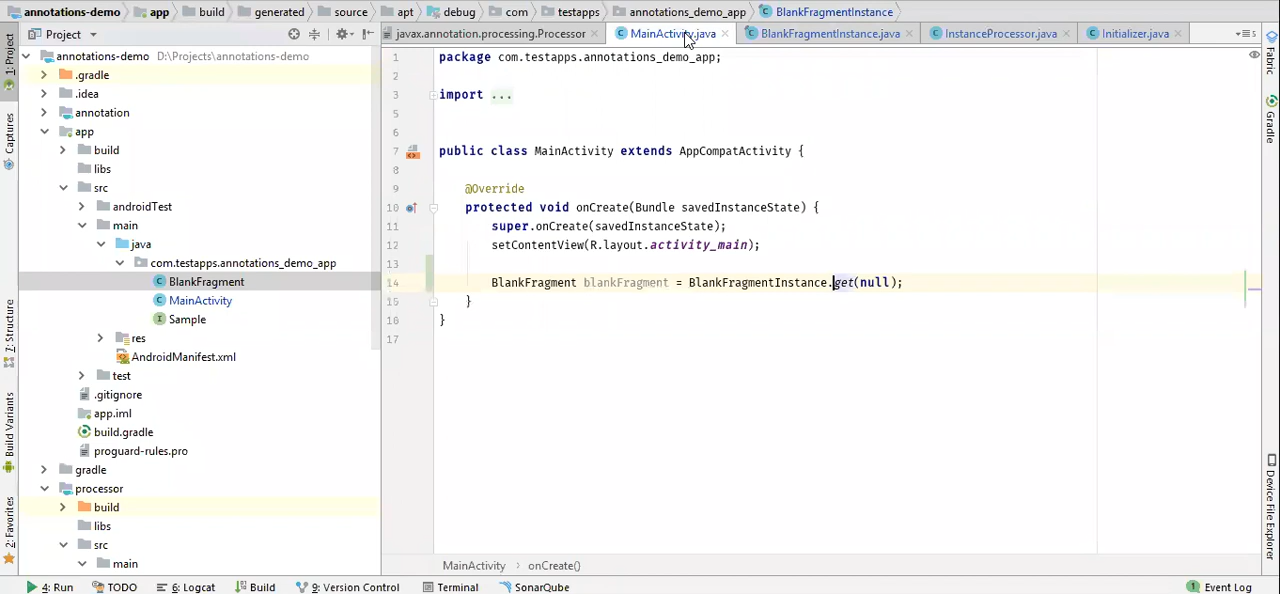 annotations-demo app build generated source apt debug com testapps annotations_demo_app BlankFragmentInstance
Project
javax.annotation.processing.Processor MainActivity.java BlankFragmentInstance.java InstanceProcessor.java Initializer.java
1: Project
Captures
7: Structure
Build Variants
2: Favorites
annotations-demo D:\Projects\annotations-demo
.gradle
.idea
annotation
app
build
libs
src
androidTest
main
java
com.testapps.annotations_demo_app
BlankFragment
MainActivity
Sample
res
AndroidManifest.xml
test
.gitignore
app.iml
build.gradle
proguard-rules.pro
gradle
processor
build
libs
src
main
1 package com.testapps.annotations_demo_app;
2
3 import ...
5
6
7 public class MainActivity extends AppCompatActivity {
8
9 @Override
10 protected void onCreate(Bundle savedInstanceState) {
11 super.onCreate(savedInstanceState);
12 setContentView(R.layout.activity_main);
13
14 BlankFragment blankFragment = BlankFragmentInstance.get(null);
15 }
16 }
17
MainActivity onCreate()
Fabric
Gradle
Device File Explorer
4: Run TODO 6: Logcat Build 9: Version Control Terminal SonarQube 1 Event Log